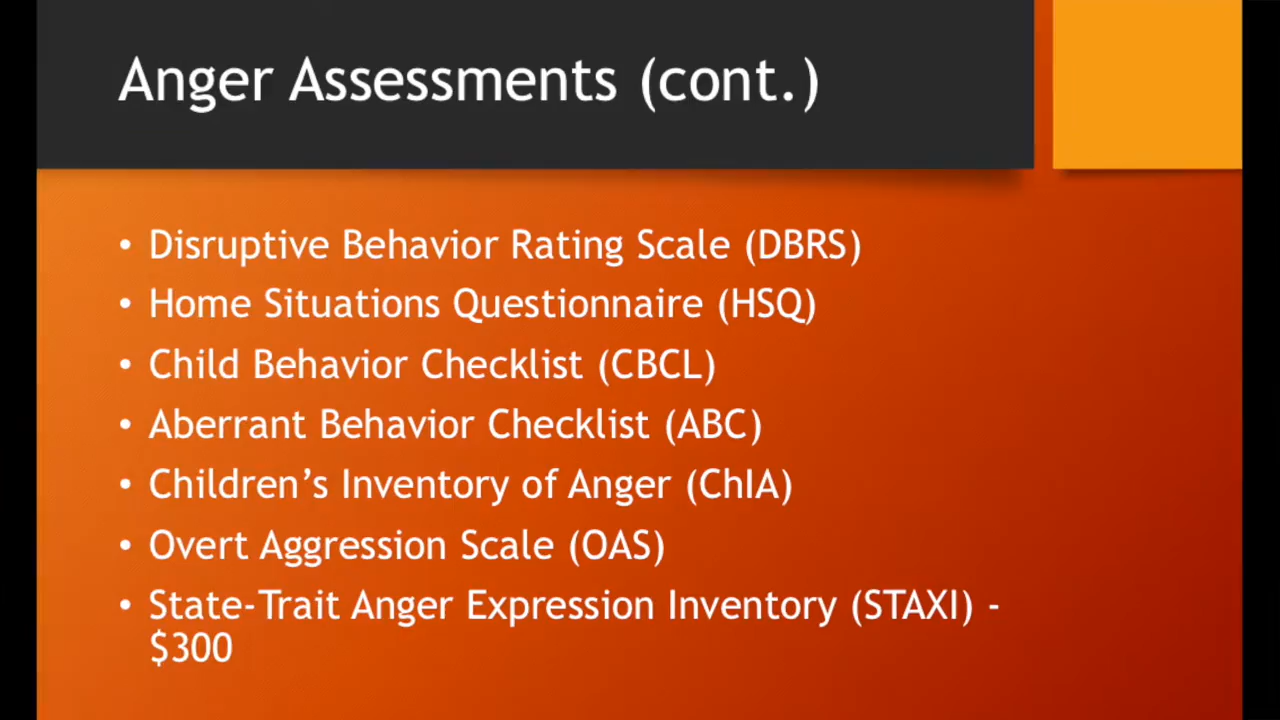 Anger Assessments (cont.)
• Disruptive Behavior Rating Scale (DBRS)
• Home Situations Questionnaire (HSQ)
• Child Behavior Checklist (CBCL)
• Aberrant Behavior Checklist (ABC)
• Children’s Inventory of Anger (ChIA)
• Overt Aggression Scale (OAS)
• State-Trait Anger Expression Inventory (STAXI) -
$300